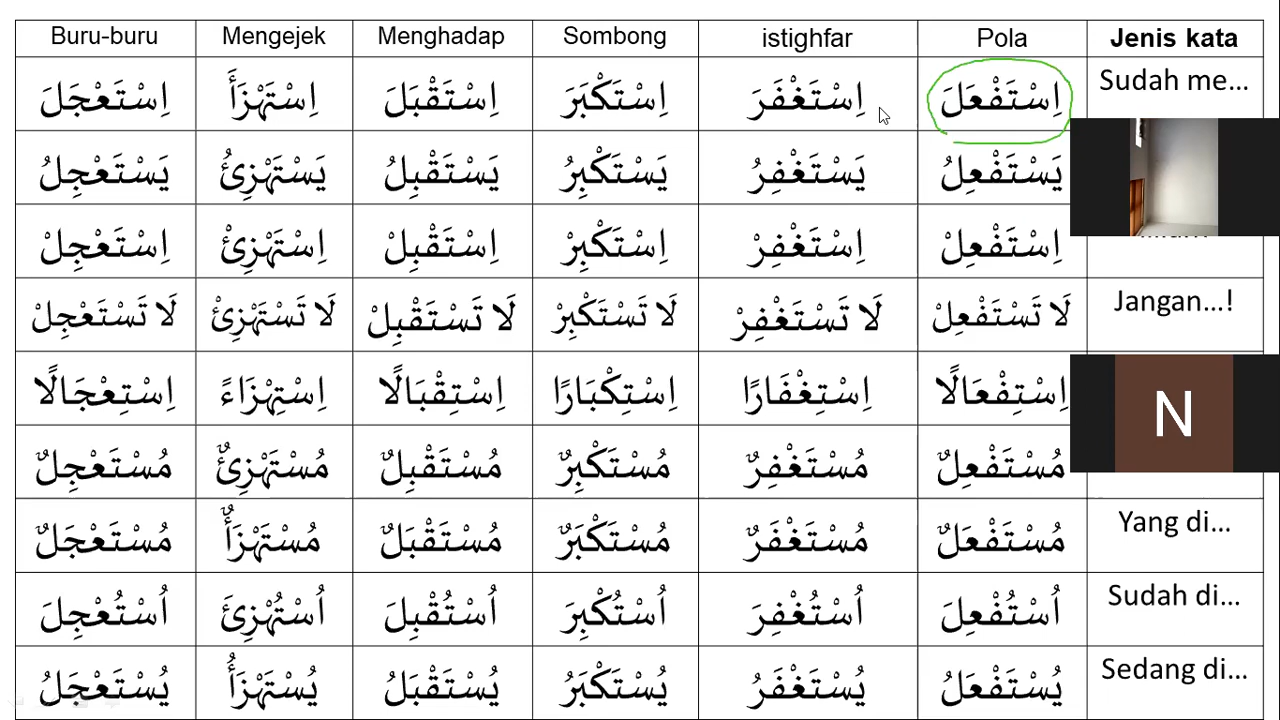 Buru-buru Mengejek Menghadap Sombong istighfar Pola Jenis kata
اِسْتَعْجَلَ اِسْتَهْزَأَ اِسْتَقْبَلَ اِسْتَكْبَرَ اِسْتَغْفَرَ اِسْتَفْعَلَ Sudah me...
يَسْتَعْجِلُ يَسْتَهْزِئُ يَسْتَقْبِلُ يَسْتَكْبِرُ يَسْتَغْفِرُ يَسْتَفْعِلُ
اِسْتَعْجِلْ اِسْتَهْزِئْ اِسْتَقْبِلْ اِسْتَكْبِرْ اِسْتَغْفِرْ اِسْتَفْعِلْ
لَا تَسْتَعْجِلْ لَا تَسْتَهْزِئْ لَا تَسْتَقْبِلْ لَا تَسْتَكْبِرْ لَا تَسْتَغْفِرْ لَا تَسْتَفْعِلْ Jangan...!
اِسْتِعْجَالًا اِسْتِهْزَاءً اِسْتِقْبَالًا اِسْتِكْبَارًا اِسْتِغْفَارًا اِسْتِفْعَالًا N
مُسْتَعْجِلٌ مُسْتَهْزِئٌ مُسْتَقْبِلٌ مُسْتَكْبِرٌ مُسْتَغْفِرٌ مُسْتَفْعِلٌ
مُسْتَعْجَلٌ مُسْتَهْزَأٌ مُسْتَقْبَلٌ مُسْتَكْبَرٌ مُسْتَغْفَرٌ مُسْتَفْعَلٌ Yang di...
اُسْتُعْجِلَ اُسْتُهْزِئَ اُسْتُقْبِلَ اُسْتُكْبِرَ اُسْتُغْفِرَ اُسْتُفْعِلَ Sudah di...
يُسْتَعْجَلُ يُسْتَهْزَأُ يُسْتَقْبَلُ يُسْتَكْبَرُ يُسْتَغْفَرُ يُسْتَفْعَلُ Sedang di...